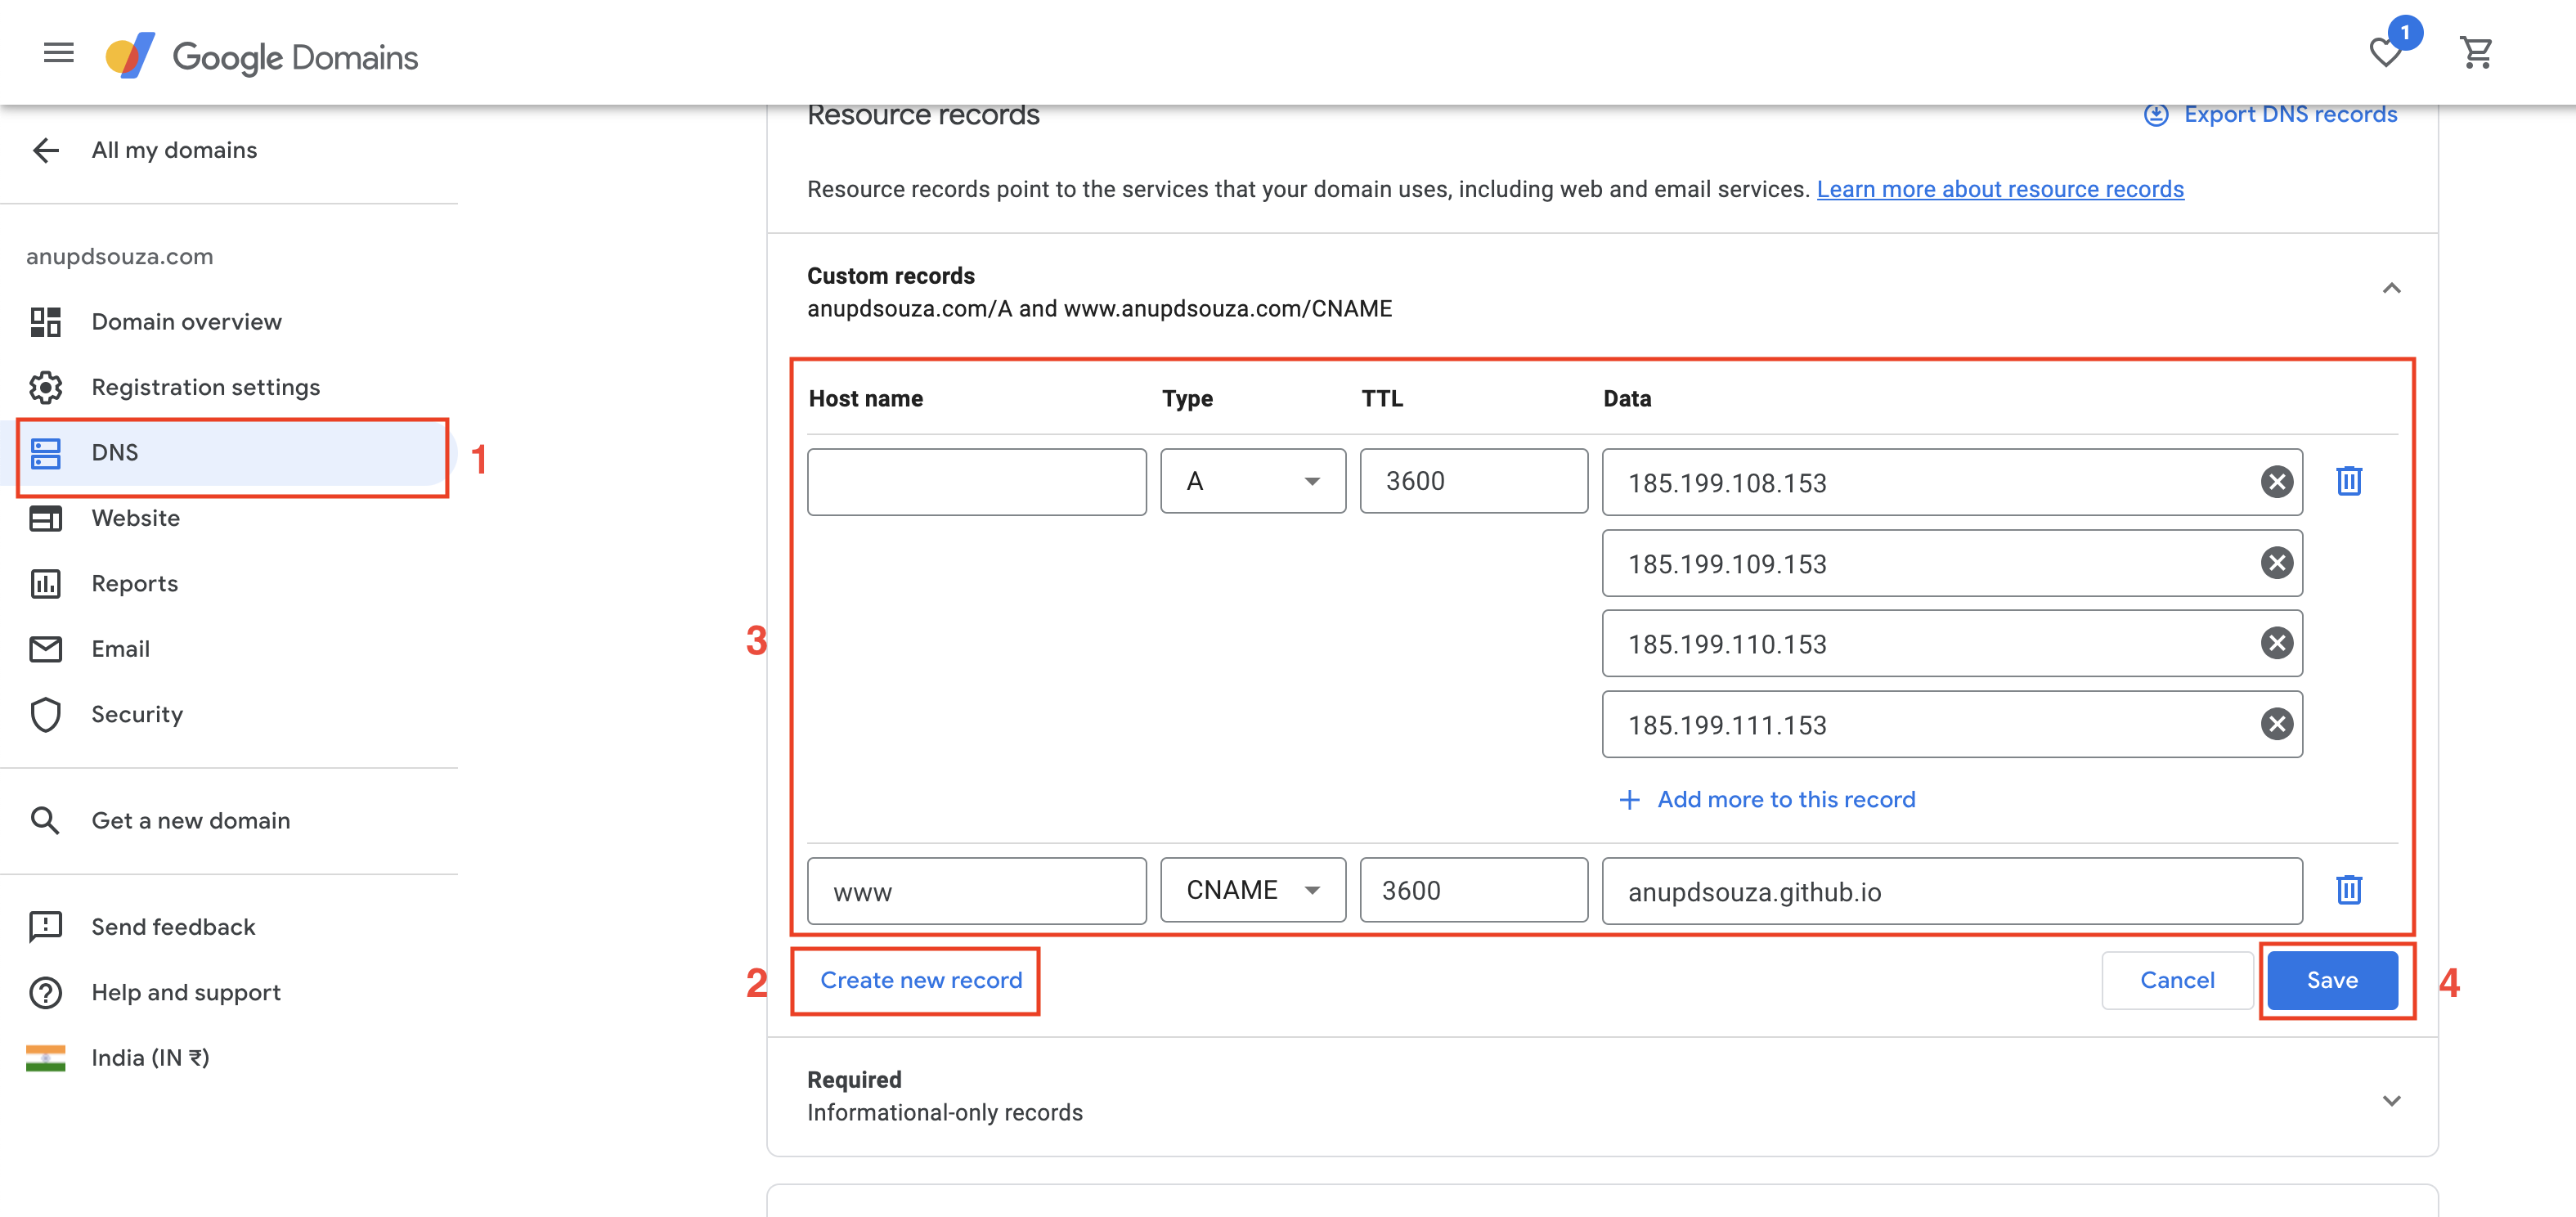 Google Domains
1
All my domains
anupdsouza.com
Domain overview
Registration settings
DNS
1
Website
Reports
Email
Security
Get a new domain
Send feedback
Help and support
India (IN ₹)
Resource records
Export DNS records
Resource records point to the services that your domain uses, including web and email services. Learn more about resource records
Custom records
anupdsouza.com/A and www.anupdsouza.com/CNAME
3
Host name Type TTL Data
A 3600 185.199.108.153
185.199.109.153
185.199.110.153
185.199.111.153
Add more to this record
www CNAME 3600 anupdsouza.github.io
2 Create new record Cancel Save 4
Required
Informational-only records